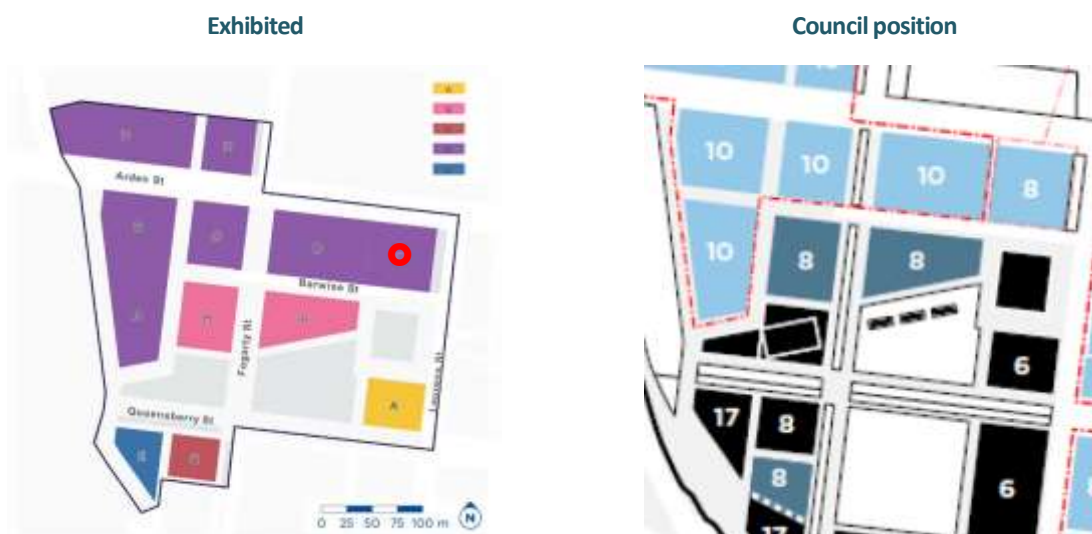 Exhibited
Council position
Arden St
Barwise St
Fogarty St
Laurens St
Queensberry St
A
0 25 50 75 100 m
N
10
10
10
8
10
8
8
6
17
8
8
6
17